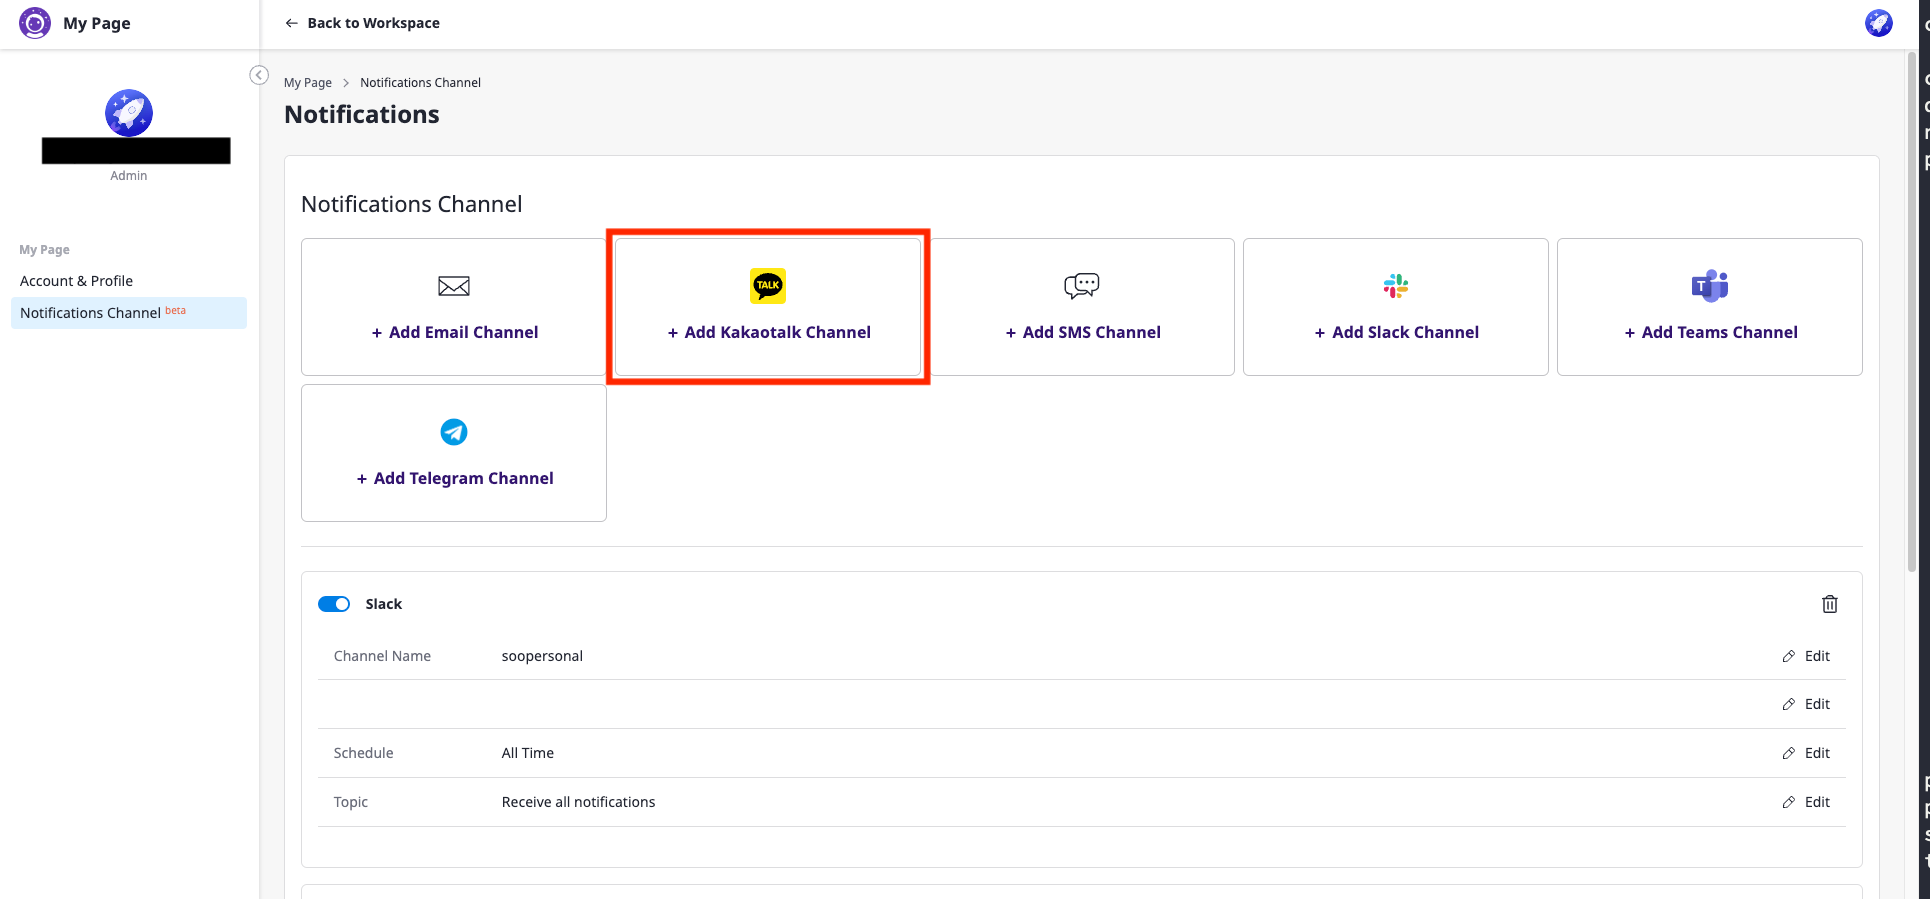 My Page
← Back to Workspace
Admin
My Page
Account & Profile
Notifications Channel beta
My Page > Notifications Channel
Notifications
Notifications Channel
+ Add Email Channel
TALK
+ Add Kakaotalk Channel
+ Add SMS Channel
+ Add Slack Channel
T
+ Add Teams Channel
+ Add Telegram Channel
Slack
Channel Name soopersonal Edit
Edit
Schedule All Time Edit
Topic Receive all notifications Edit